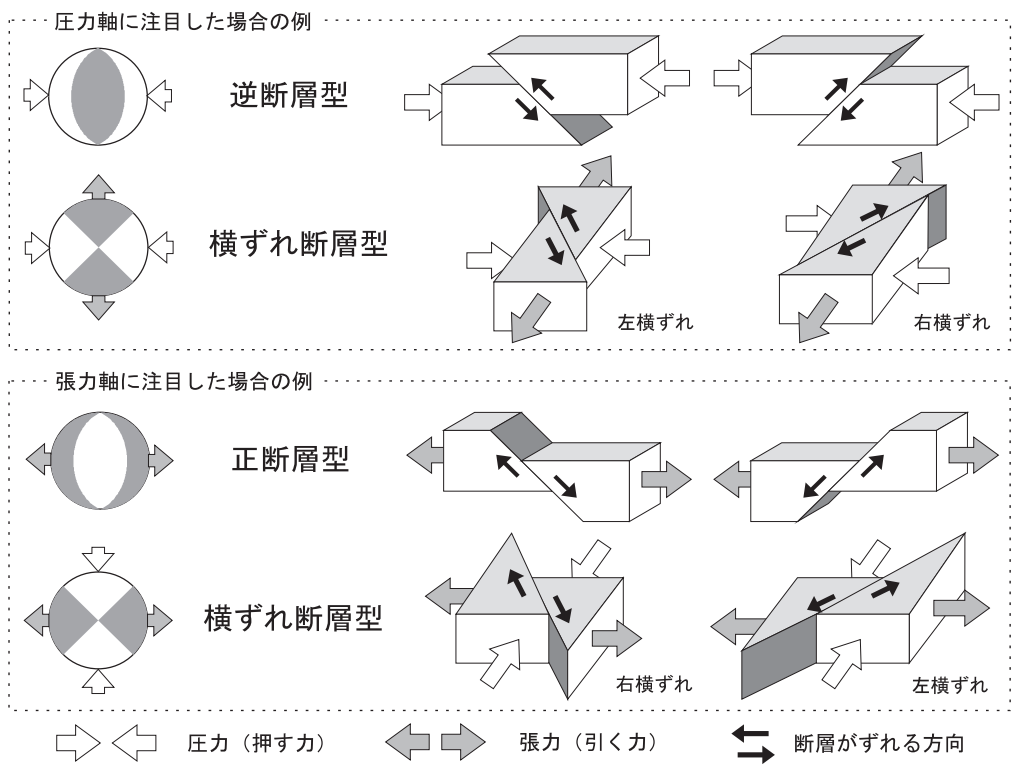 圧力軸に注目した場合の例
逆断層型
横ずれ断層型
左横ずれ
右横ずれ
張力軸に注目した場合の例
正断層型
横ずれ断層型
右横ずれ
左横ずれ
圧力（押す力）
張力（引く力）
断層がずれる方向